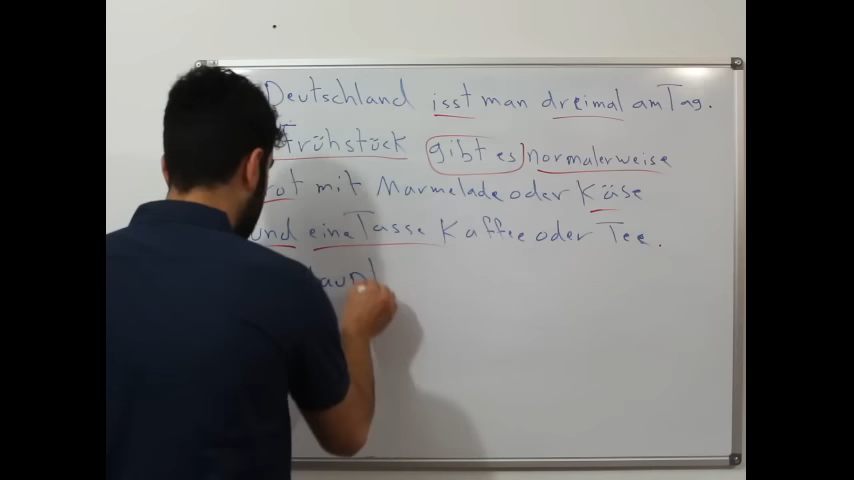 Deutschland isst man dreimal am Tag.
Frühstück gibt es normalerweise
mit Marmelade oder Käse
und eine Tasse Kaffee oder Tee.